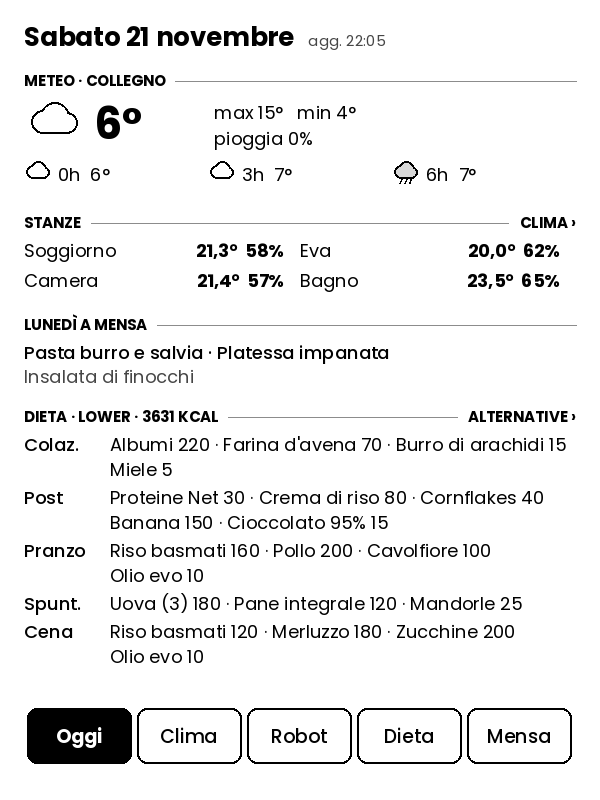 Sabato 21 novembre agg. 22:05
METEO · COLLEGNO
6° max 15° min 4°
pioggia 0%
0h 6° 3h 7° 6h 7°
STANZE CLIMA ›
Soggiorno 21,3° 58% Eva 20,0° 62%
Camera 21,4° 57% Bagno 23,5° 65%
LUNEDÌ A MENSA
Pasta burro e salvia · Platessa impanata
Insalata di finocchi
DIETA · LOWER · 3631 KCAL ALTERNATIVE ›
Colaz. Albumi 220 · Farina d'avena 70 · Burro di arachidi 15
Miele 5
Post Proteine Net 30 · Crema di riso 80 · Cornflakes 40
Banana 150 · Cioccolato 95% 15
Pranzo Riso basmati 160 · Pollo 200 · Cavolfiore 100
Olio evo 10
Spunt. Uova (3) 180 · Pane integrale 120 · Mandorle 25
Cena Riso basmati 120 · Merluzzo 180 · Zucchine 200
Olio evo 10
Oggi Clima Robot Dieta Mensa